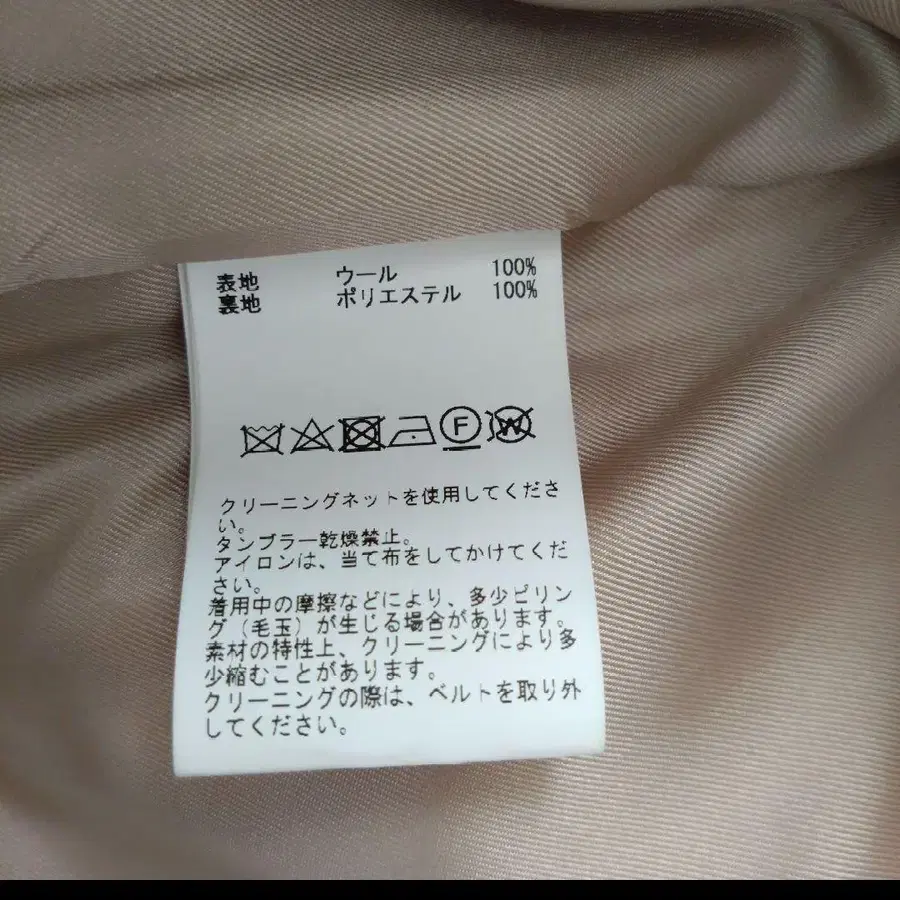 表地 ウール 100%
裏地 ポリエステル 100%
F W
クリーニングネットを使用してくださ
い。
タンブラー乾燥禁止。
アイロンは、当て布をしてかけてくだ
さい。
着用中の摩擦などにより、多少ピリン
グ（毛玉）が生じる場合があります。
素材の特性上、クリーニングにより多
少縮むことがあります。
クリーニングの際は、ベルトを取り外
してください。